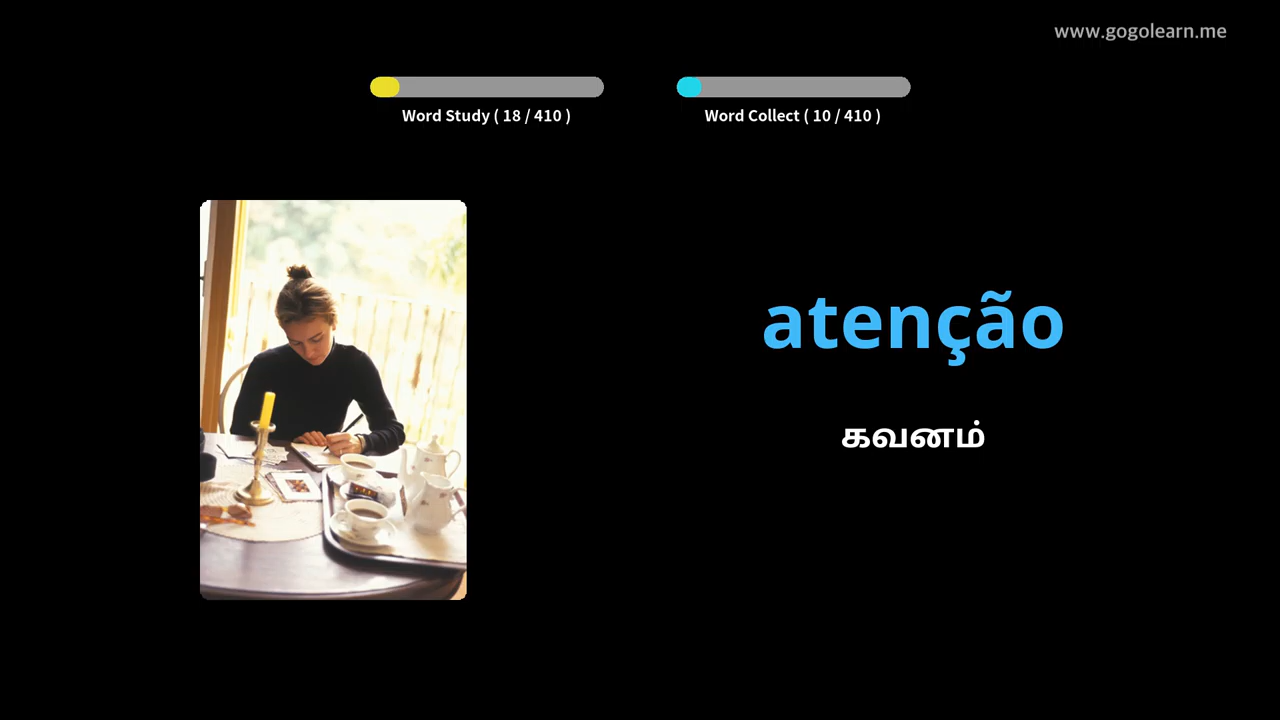 www.gogolearn.me
Word Study ( 18 / 410 )
Word Collect ( 10 / 410 )
atenção
கவனம்